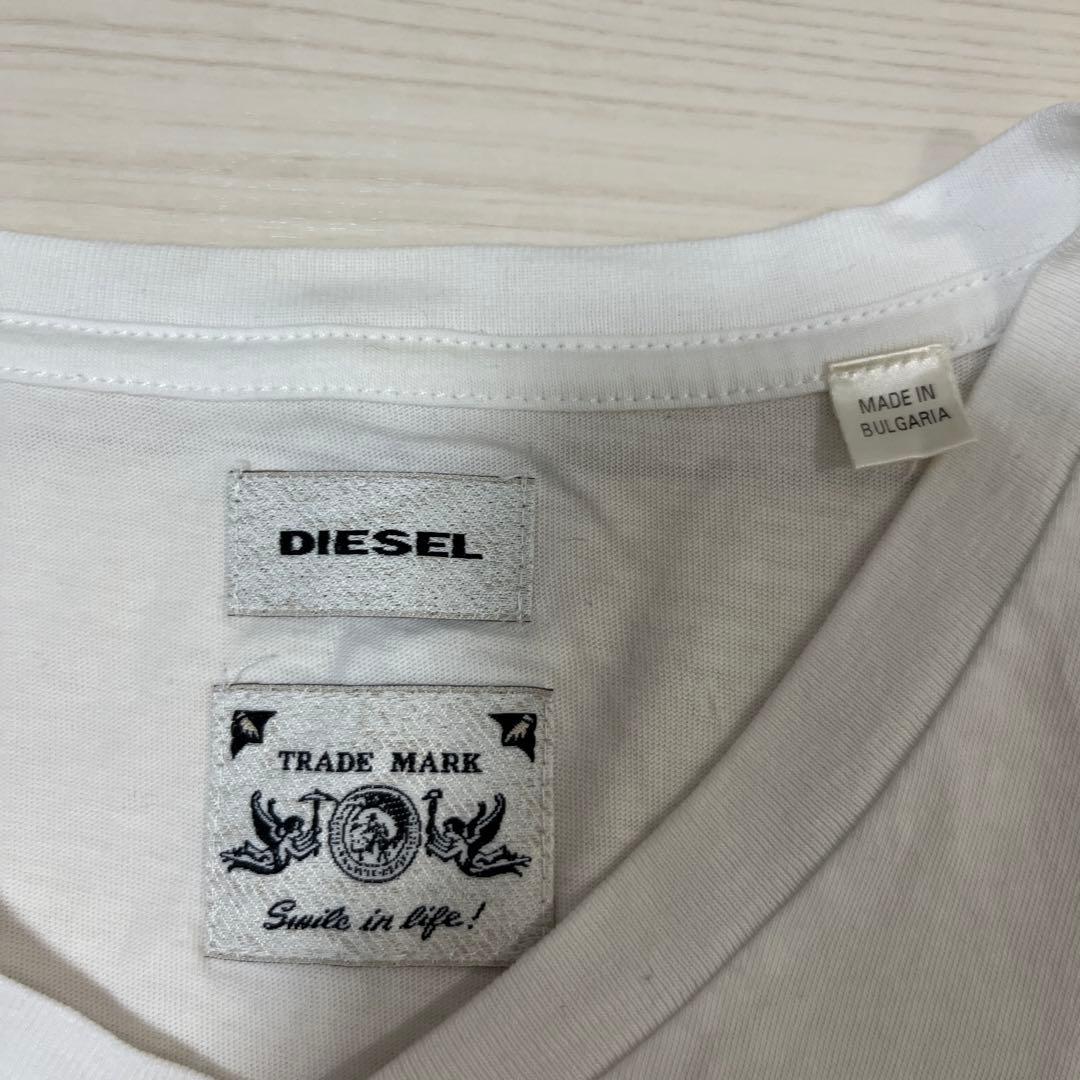 MADE IN
BULGARIA
DIESEL
TRADE MARK
Smile in life!